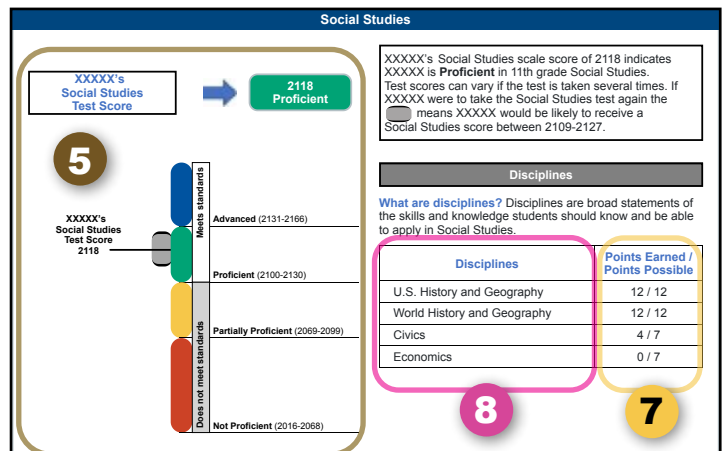 Social Studies
XXXXX's
Social Studies
Test Score
2118
Proficient
5
XXXXX's
Social Studies
Test Score
2118
Meets standards
Does not meet standards
Advanced (2131-2166)
Proficient (2100-2130)
Partially Proficient (2069-2099)
Not Proficient (2016-2068)
XXXXX's Social Studies scale score of 2118 indicates
XXXXX is Proficient in 11th grade Social Studies.
Test scores can vary if the test is taken several times. If
XXXXX were to take the Social Studies test again the
means XXXXX would be likely to receive a
Social Studies score between 2109-2127.
Disciplines
What are disciplines? Disciplines are broad statements of
the skills and knowledge students should know and be able
to apply in Social Studies.
Disciplines
Points Earned /
Points Possible
U.S. History and Geography 12 / 12
World History and Geography 12 / 12
Civics 4 / 7
Economics 0 / 7
8
7